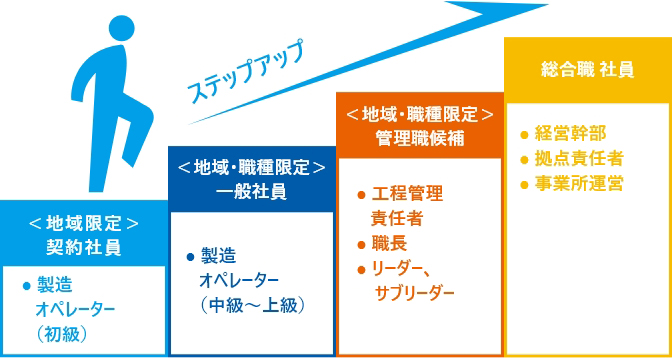 ステップアップ
＜地域限定＞
契約社員
● 製造
オペレーター
（初級）
＜地域・職種限定＞
一般社員
● 製造
オペレーター
（中級～上級）
＜地域・職種限定＞
管理職候補
● 工程管理
責任者
● 職長
● リーダー、
サブリーダー
総合職 社員
● 経営幹部
● 拠点責任者
● 事業所運営